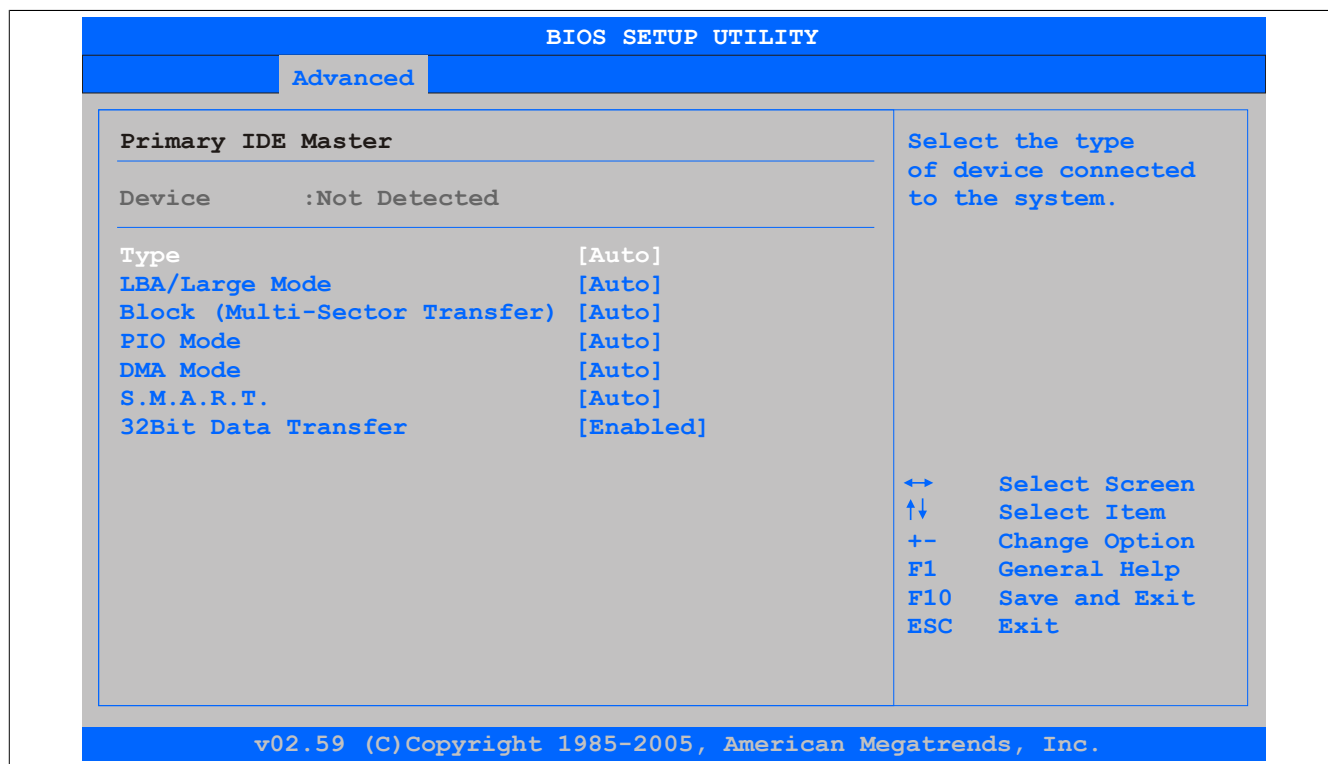 BIOS SETUP UTILITY
Advanced
Primary IDE Master
Device :Not Detected
Type [Auto]
LBA/Large Mode [Auto]
Block (Multi-Sector Transfer) [Auto]
PIO Mode [Auto]
DMA Mode [Auto]
S.M.A.R.T. [Auto]
32Bit Data Transfer [Enabled]
Select the type
of device connected
to the system.
↔ Select Screen
↑↓ Select Item
+- Change Option
F1 General Help
F10 Save and Exit
ESC Exit
v02.59 (C)Copyright 1985-2005, American Megatrends, Inc.